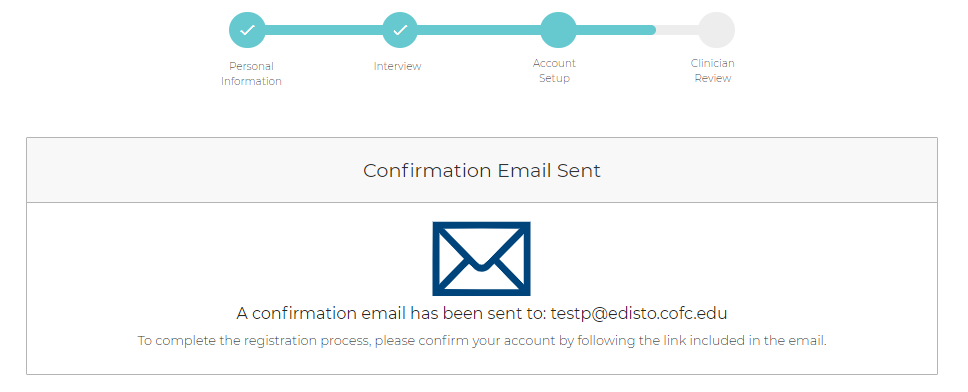 Personal
Information
Interview
Account
Setup
Clinician
Review
Confirmation Email Sent
A confirmation email has been sent to: testp@edisto.cofc.edu
To complete the registration process, please confirm your account by following the link included in the email.